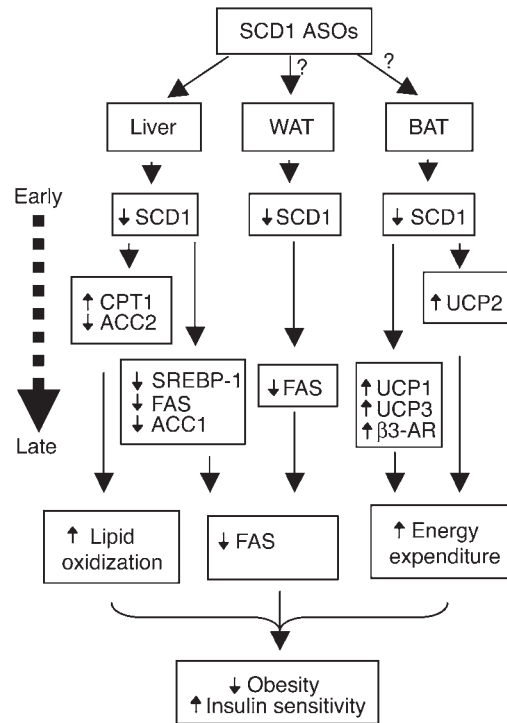 SCD1 ASOs
? ?
Liver WAT BAT
Early
↓ SCD1 ↓ SCD1 ↓ SCD1
↑ CPT1
↓ ACC2
↑ UCP2
↓ SREBP-1
↓ FAS
↓ ACC1
↓ FAS
↑ UCP1
↑ UCP3
↑ β3-AR
Late
↑ Lipid
oxidization
↓ FAS
↑ Energy
expenditure
↓ Obesity
↑ Insulin sensitivity